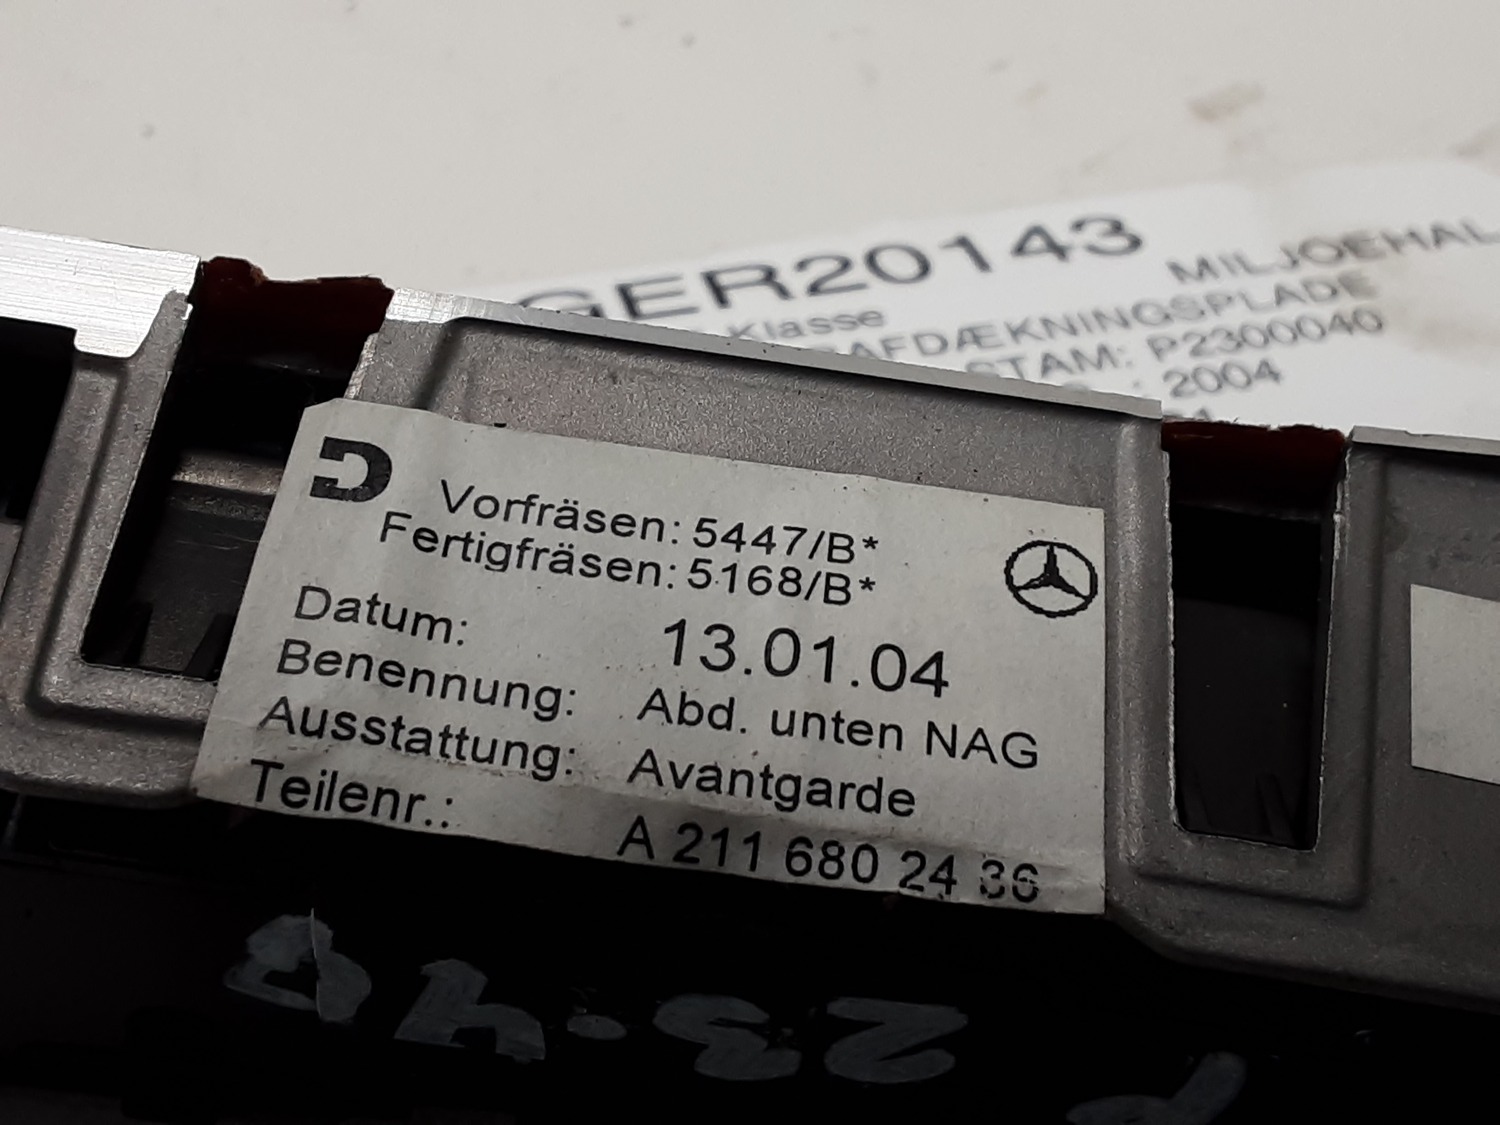 GER20143
MILJOEHAL
Klasse
AFDÆKNINGSPLADE
STAM: P2300040
: 2004
Vorfräsen: 5447/B*
Fertigfräsen: 5168/B*
Datum: 13.01.04
Benennung: Abd. unten NAG
Ausstattung: Avantgarde
Teilenr.: A 211 680 24 36